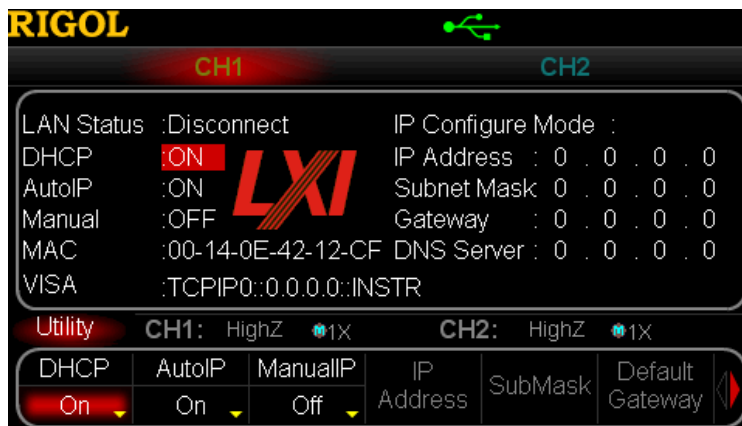 RIGOL
CH1 CH2
LAN Status :Disconnect IP Configure Mode :
DHCP :ON IP Address : 0 . 0 . 0 . 0
AutoIP :ON Subnet Mask 0 . 0 . 0 . 0
Manual :OFF Gateway : 0 . 0 . 0 . 0
MAC :00-14-0E-42-12-CF DNS Server : 0 . 0 . 0 . 0
VISA :TCPIP0::0.0.0.0::INSTR
LXI
Utility CH1: HighZ 1X CH2: HighZ 1X
DHCP AutoIP ManualIP IP Address SubMask Default Gateway
On On Off